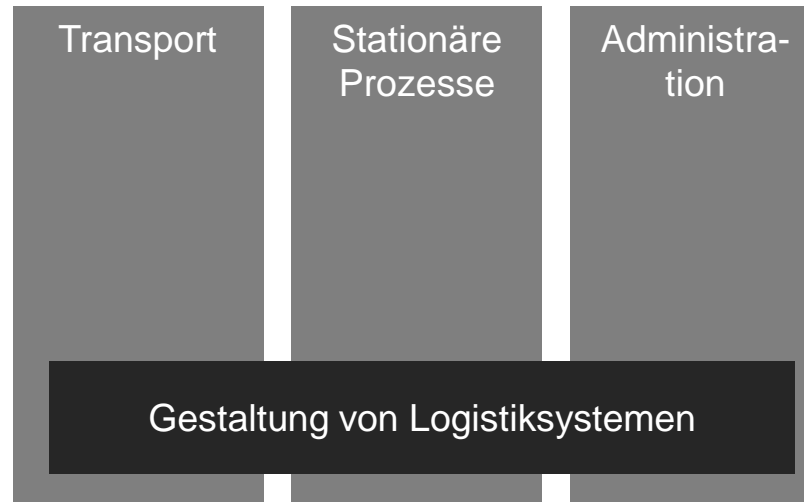 Transport
Stationäre
Prozesse
Administra-
tion
Gestaltung von Logistiksystemen